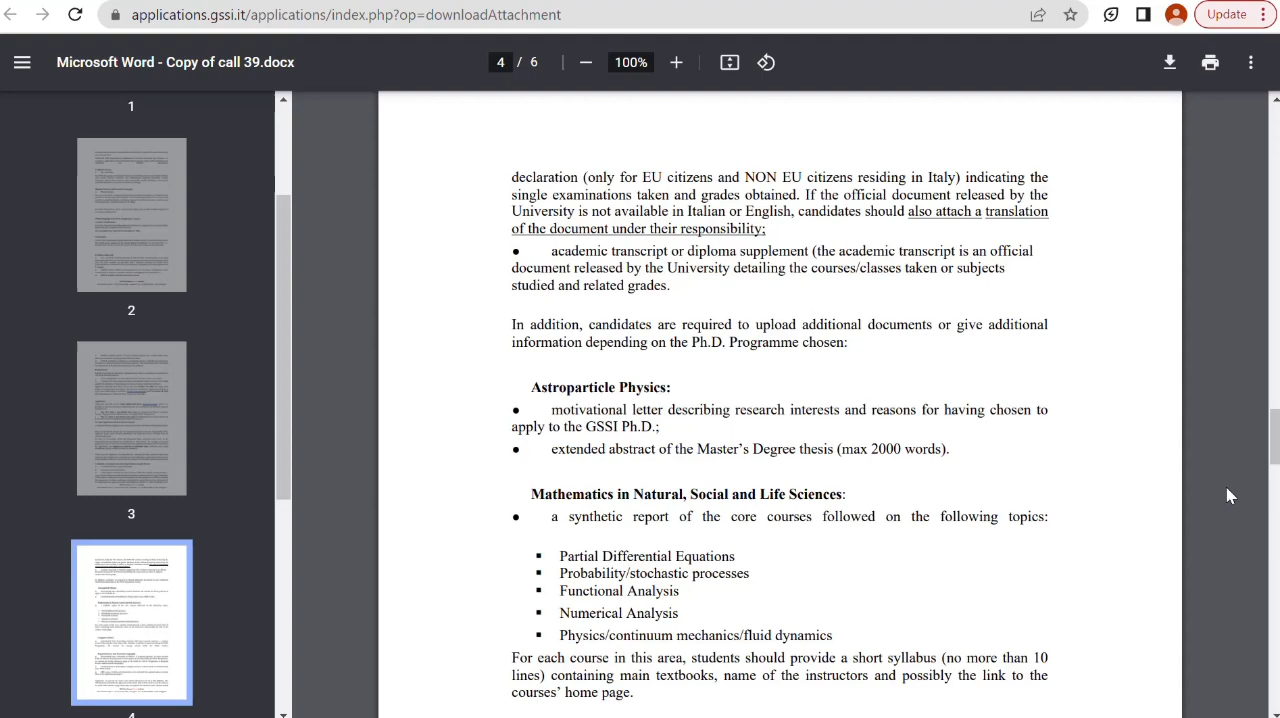 applications.gssi.it/applications/index.php?op=downloadAttachment
Update
Microsoft Word - Copy of call 39.docx
4 / 6
100%
1
2
3
4
declaration (only for EU citizens and NON EU citizens residing in Italy) indicating the
single examinations taken and grades obtained. If the official document released by the
University is not available in Italian or English, candidates should also attach a translation
of the document under their responsibility;
● academic transcript or diploma supplement (the academic transcript is an official
document released by the University detailing the courses/classes taken or subjects
studied and related grades.
In addition, candidates are required to upload additional documents or give additional
information depending on the Ph.D. Programme chosen:
Astroparticle Physics:
● a motivational letter describing research interests and reasons for having chosen to
apply to the GSSI Ph.D.;
● extended abstract of the Master’s Degree thesis (max 2000 words).
Mathematics in Natural, Social and Life Sciences:
● a synthetic report of the core courses followed on the following topics:
Partial Differential Equations
Probability/stochastic processes
Functional Analysis
Numerical Analysis
Physics/continuum mechanics/fluid dynamics
course in this area, should short syllabus (no more than 10
main textbooks, name of the and possibly the link to the
course home page.